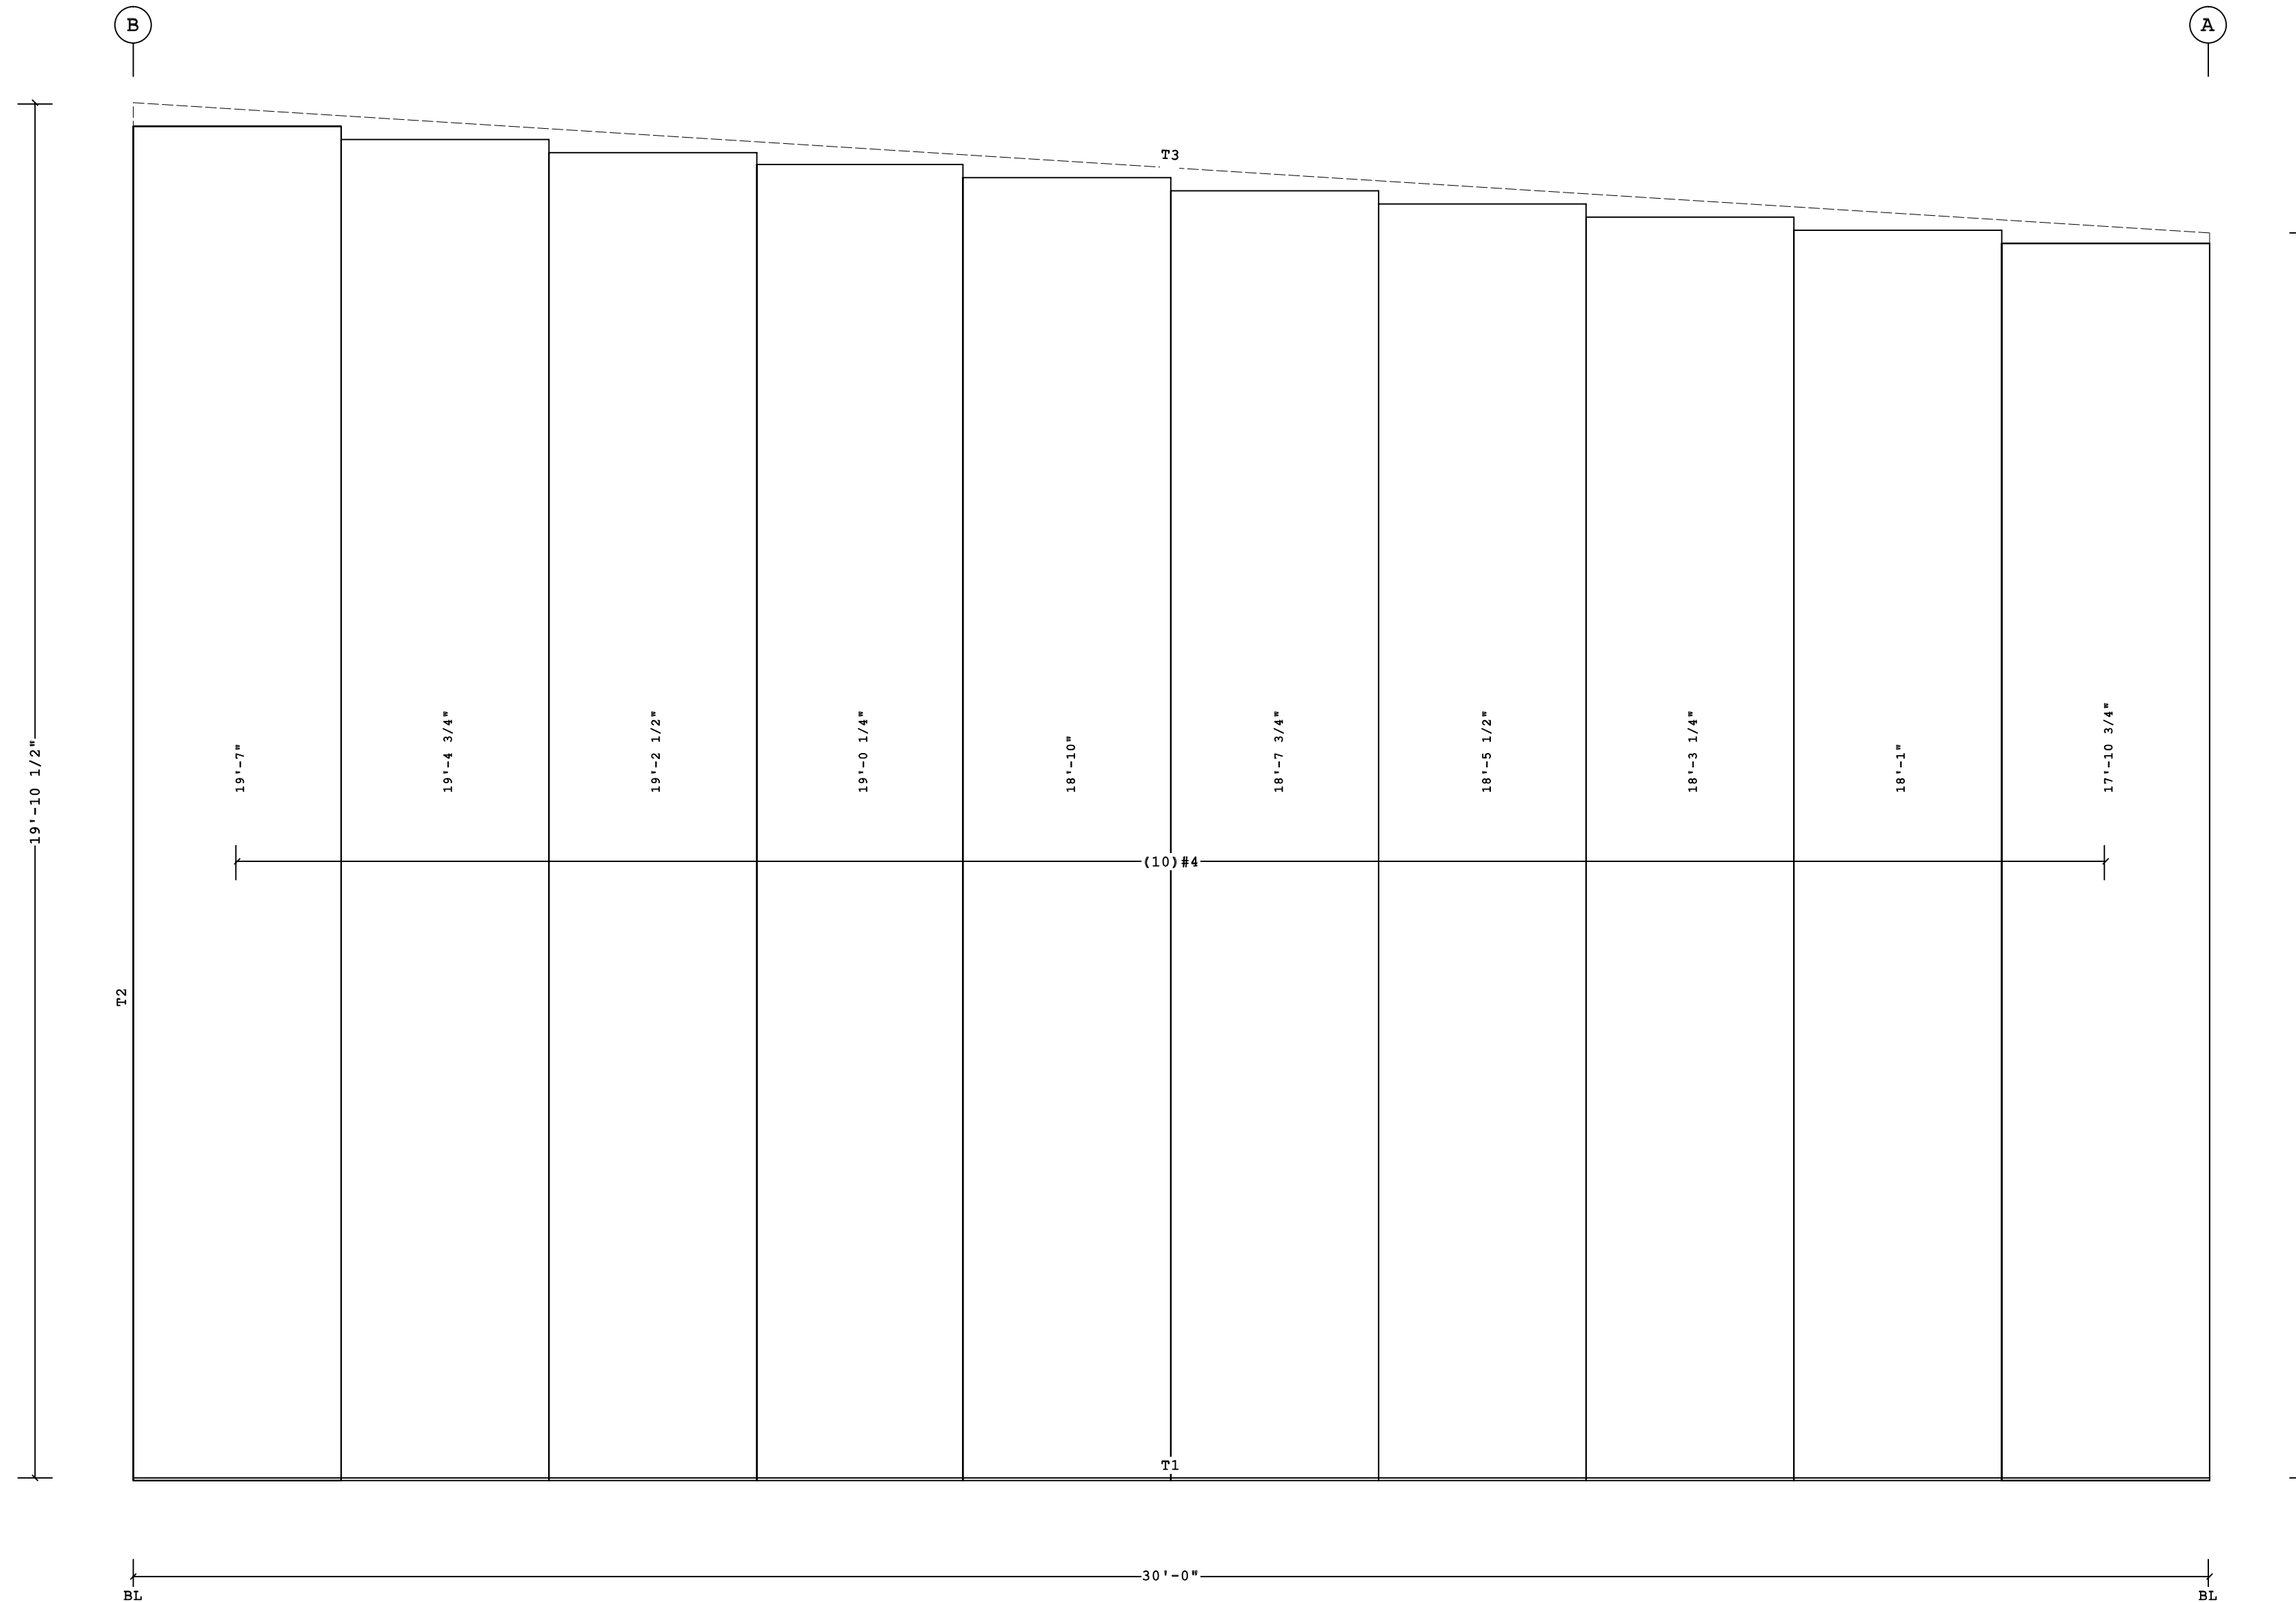 B
A
T3
19'-10 1/2"
19'-7"
19'-4 3/4"
19'-2 1/2"
19'-0 1/4"
18'-10"
18'-7 3/4"
18'-5 1/2"
18'-3 1/4"
18'-1"
17'-10 3/4"
(10)#4
T2
T1
30'-0"
BL
BL